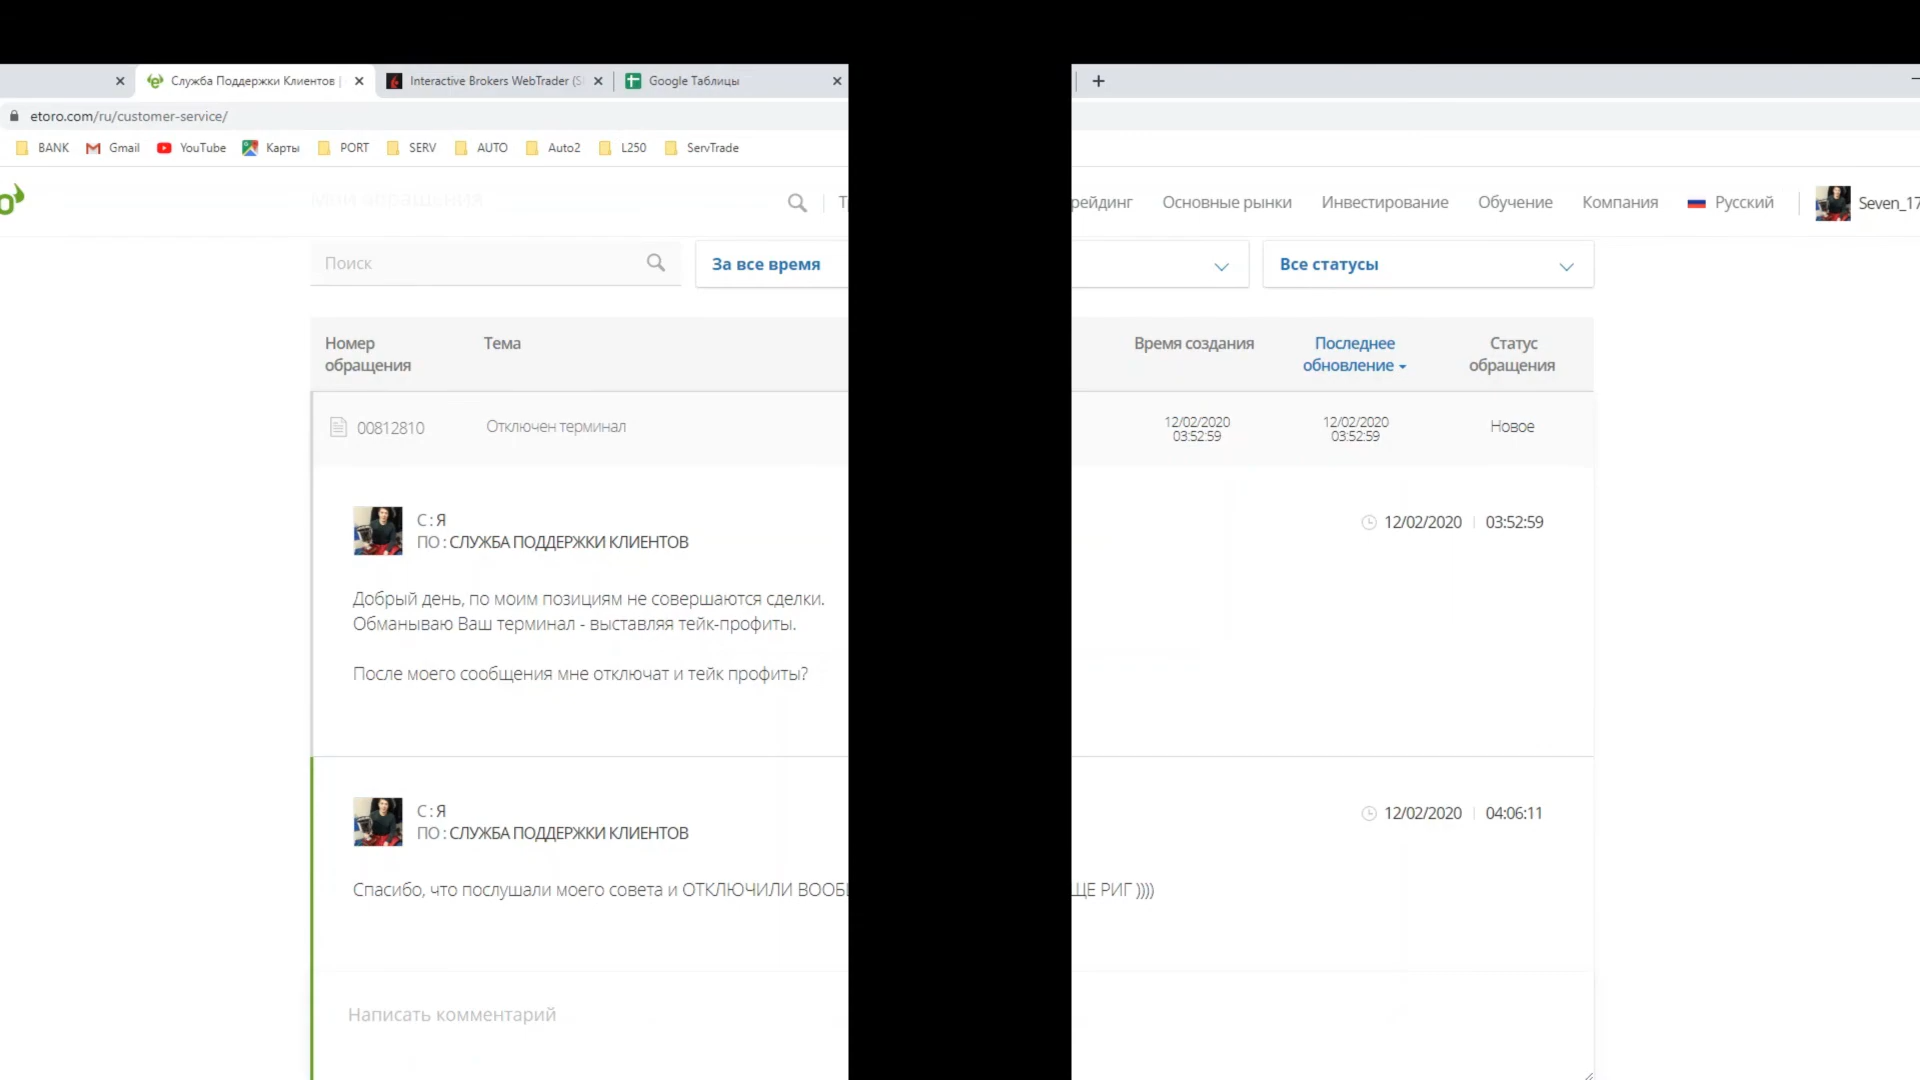 Служба Поддержки Клиентов |
Interactive Brokers WebTrader (S
Google Таблицы
etoro.com/ru/customer-service/
BANK Gmail YouTube Карты PORT SERV AUTO Auto2 L250 ServTrade
Мои обращения
рейдинг Основные рынки Инвестирование Обучение Компания Русский Seven_17
Поиск За все время Все статусы
Номер обращения
Тема
Время создания
Последнее обновление
Статус обращения
00812810 Отключен терминал 12/02/2020 03:52:59 12/02/2020 03:52:59 Новое
С : Я
ПО : СЛУЖБА ПОДДЕРЖКИ КЛИЕНТОВ
12/02/2020 | 03:52:59
Добрый день, по моим позициям не совершаются сделки.
Обманываю Ваш терминал - выставляя тейк-профиты.
После моего сообщения мне отключат и тейк профиты?
С : Я
ПО : СЛУЖБА ПОДДЕРЖКИ КЛИЕНТОВ
12/02/2020 | 04:06:11
Спасибо, что послушали моего совета и ОТКЛЮЧИЛИ ВООБ ЩЕ РИГ ))))
Написать комментарий